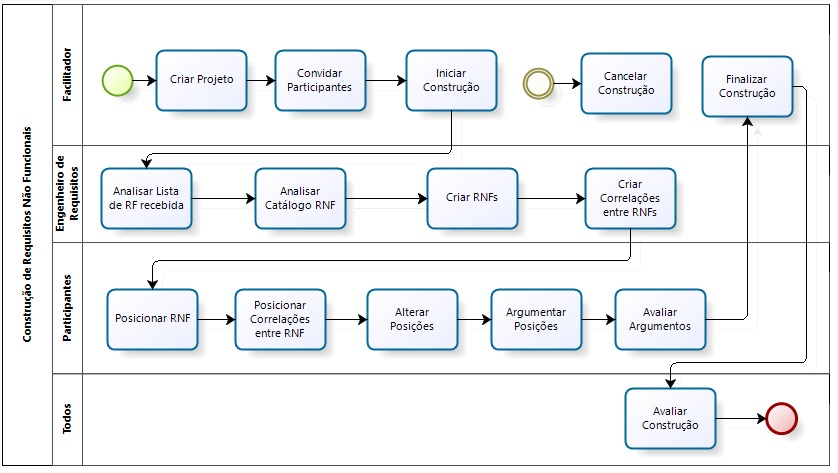 Construção de Requisitos Não Funcionais
Facilitador
Criar Projeto
Convidar
Participantes
Iniciar
Construção
Cancelar
Construção
Finalizar
Construção
Engenheiro de
Requisitos
Analisar Lista
de RF recebida
Analisar
Catálogo RNF
Criar RNFs
Criar
Correlações
entre RNFs
Participantes
Posicionar RNF
Posicionar
Correlações
entre RNF
Alterar
Posições
Argumentar
Posições
Avaliar
Argumentos
Todos
Avaliar
Construção